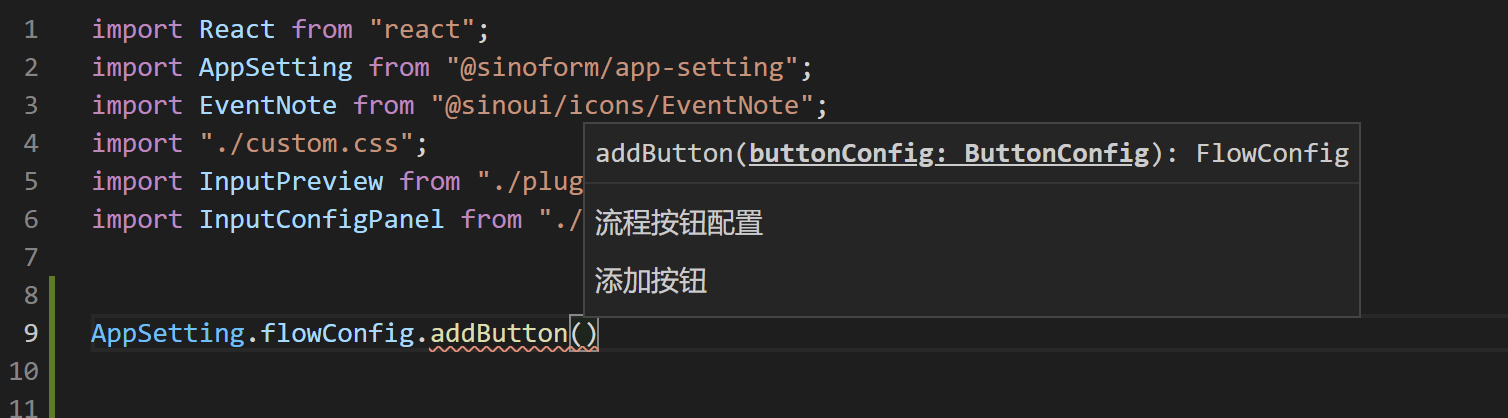 1 import React from "react";
2 import AppSetting from "@sinoform/app-setting";
3 import EventNote from "@sinoui/icons/EventNote";
4 import "./custom.css";
5 import InputPreview from "./plug
6 import InputConfigPanel from "./
7
8
9 AppSetting.flowConfig.addButton()
10
11
addButton(buttonConfig: ButtonConfig): FlowConfig
流程按钮配置
添加按钮